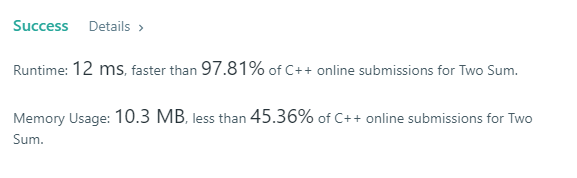 Success Details >
Runtime: 12 ms, faster than 97.81% of C++ online submissions for Two Sum.
Memory Usage: 10.3 MB, less than 45.36% of C++ online submissions for Two
Sum.